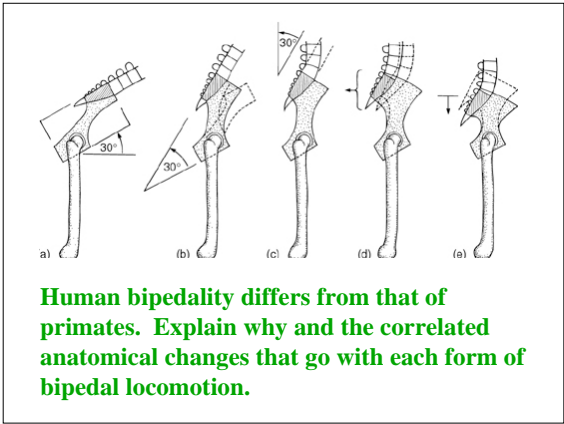 30°
30°
30°
a)
(b)
(c)
(d)
(e)
Human bipedality differs from that of
primates.  Explain why and the correlated
anatomical changes that go with each form of
bipedal locomotion.